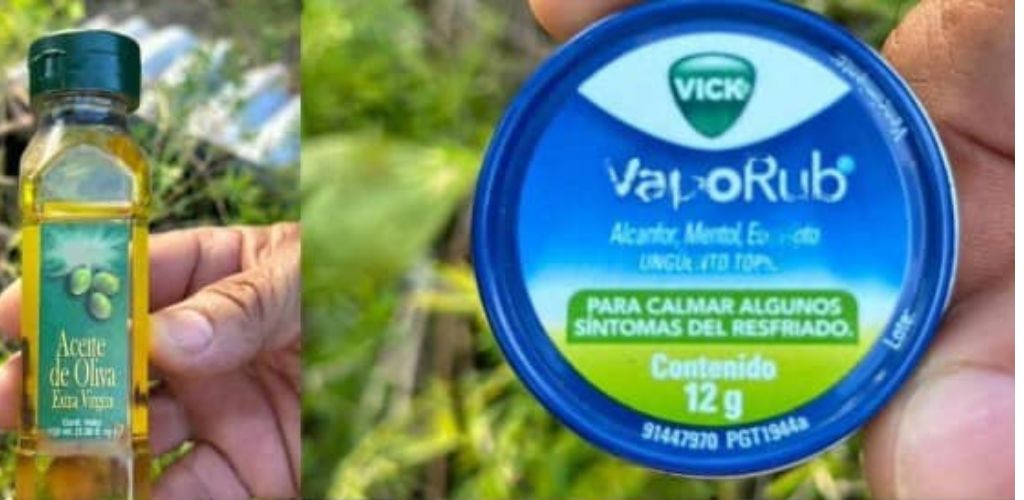 Aceite
de Oliva
Extra Virgen
VICK
VapoRub
Alcanfor, Mentol,
PARA CALMAR ALGUNOS
SÍNTOMAS DEL RESFRIADO.
Contenido
12 g
91447970 PGT1944a
Lote: